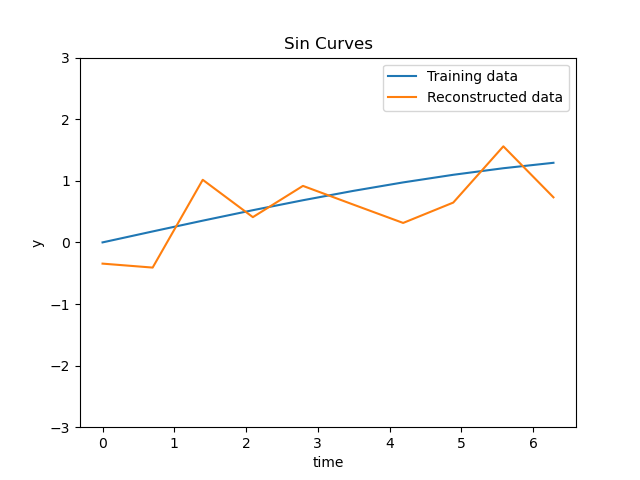 Sin Curves
Training data
Reconstructed data
3
2
1
0
−1
−2
−3
y
0 1 2 3 4 5 6
time